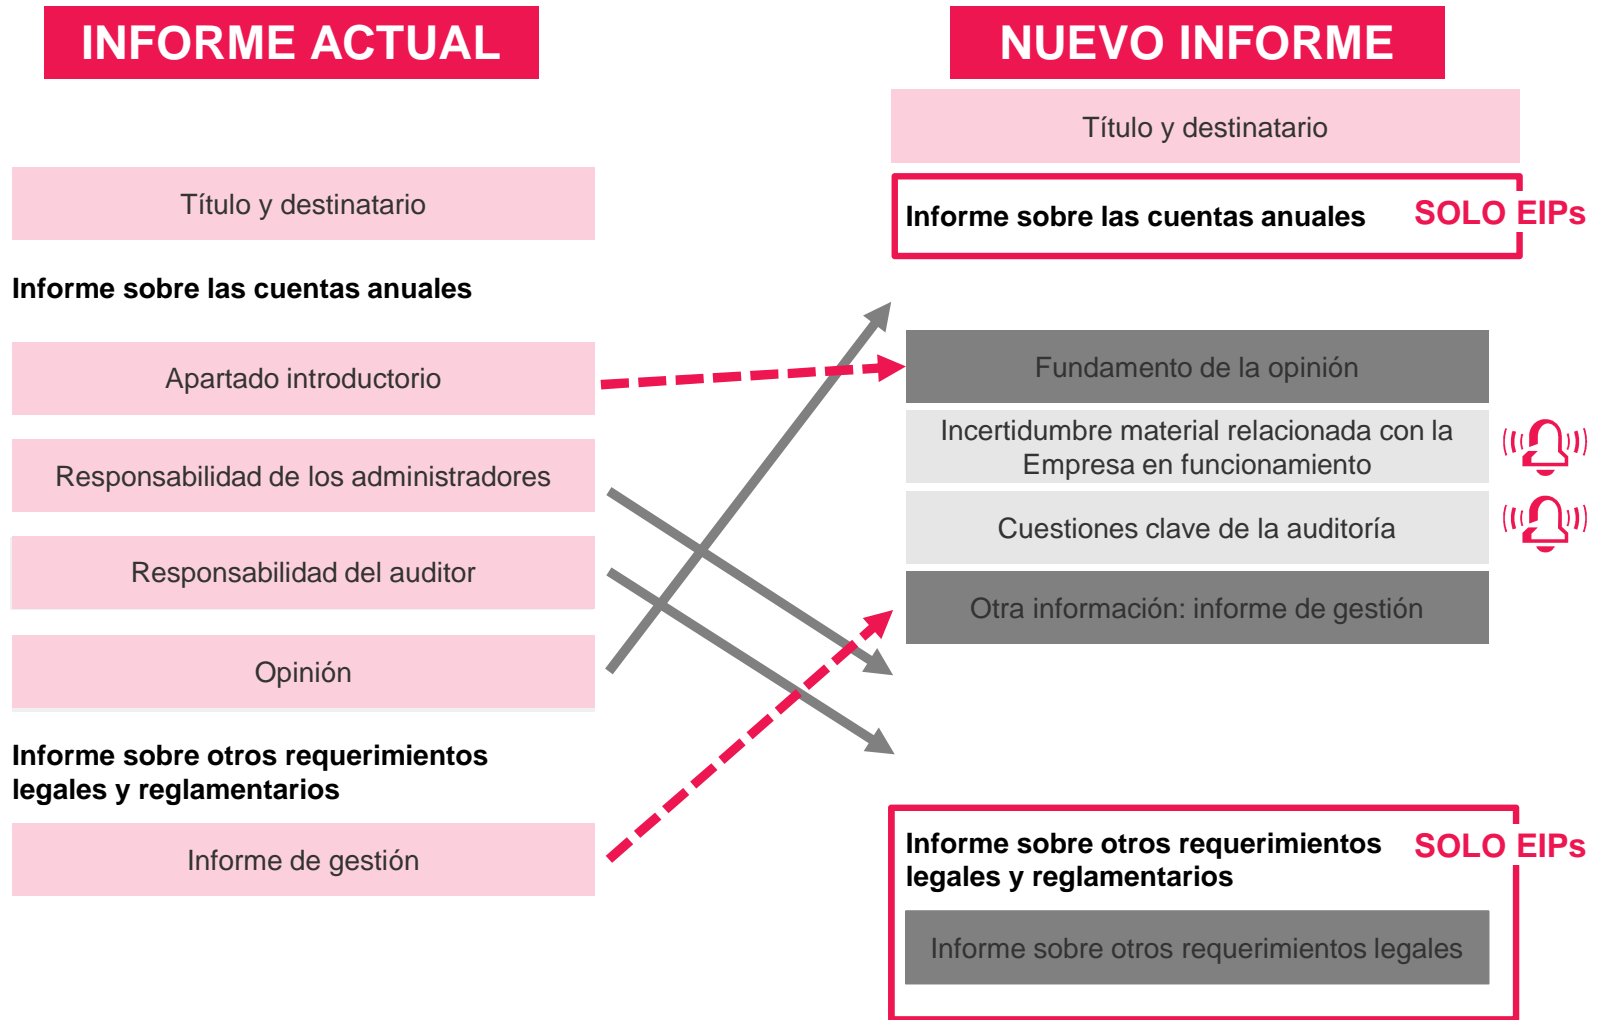 INFORME ACTUAL
Título y destinatario
Informe sobre las cuentas anuales
Apartado introductorio
Responsabilidad de los administradores
Responsabilidad del auditor
Opinión
Informe sobre otros requerimientos
legales y reglamentarios
Informe de gestión
NUEVO INFORME
Título y destinatario
Informe sobre las cuentas anuales SOLO EIPs
Fundamento de la opinión
Incertidumbre material relacionada con la
Empresa en funcionamiento
Cuestiones clave de la auditoría
Otra información: informe de gestión
Informe sobre otros requerimientos SOLO EIPs
legales y reglamentarios
Informe sobre otros requerimientos legales